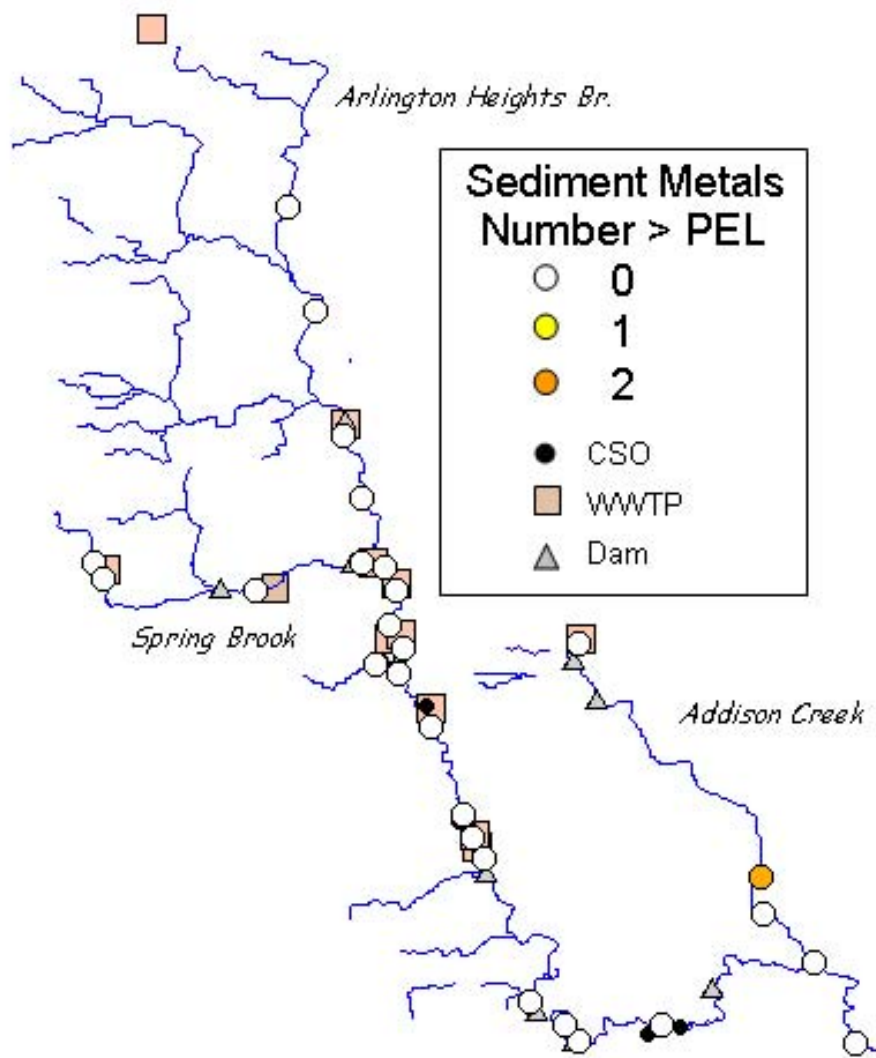 Arlington Heights Br.
Sediment Metals
Number > PEL
0
1
2
CSO
WWTP
Dam
Spring Brook
Addison Creek